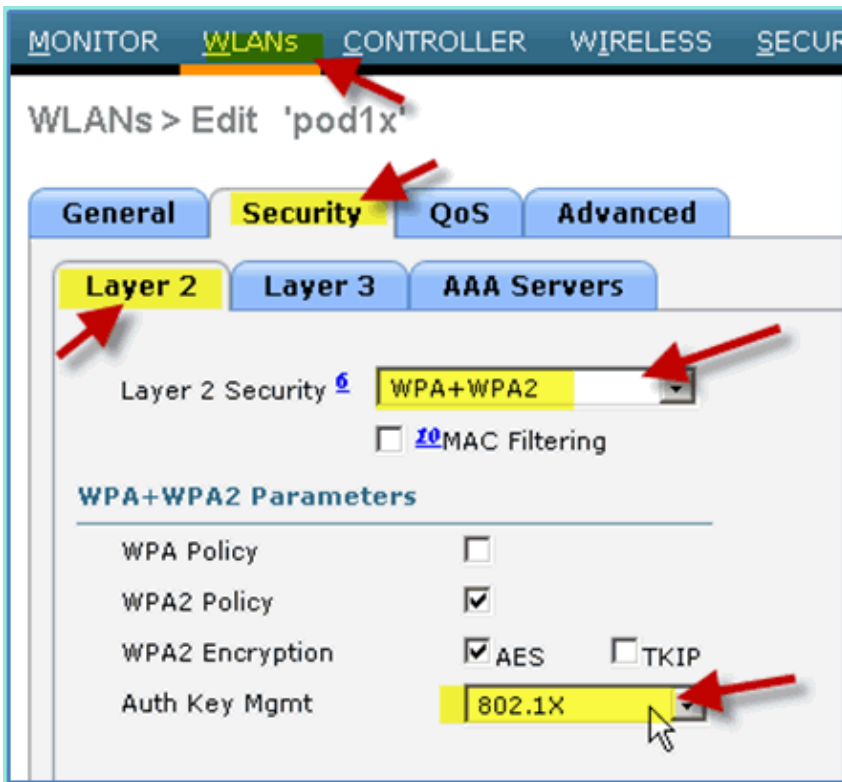 MONITOR WLANs CONTROLLER WIRELESS SECUR
WLANs > Edit 'pod1x'
General Security QoS Advanced
Layer 2 Layer 3 AAA Servers
Layer 2 Security 6 WPA+WPA2
10 MAC Filtering
WPA+WPA2 Parameters
WPA Policy
WPA2 Policy
WPA2 Encryption AES TKIP
Auth Key Mgmt 802.1X